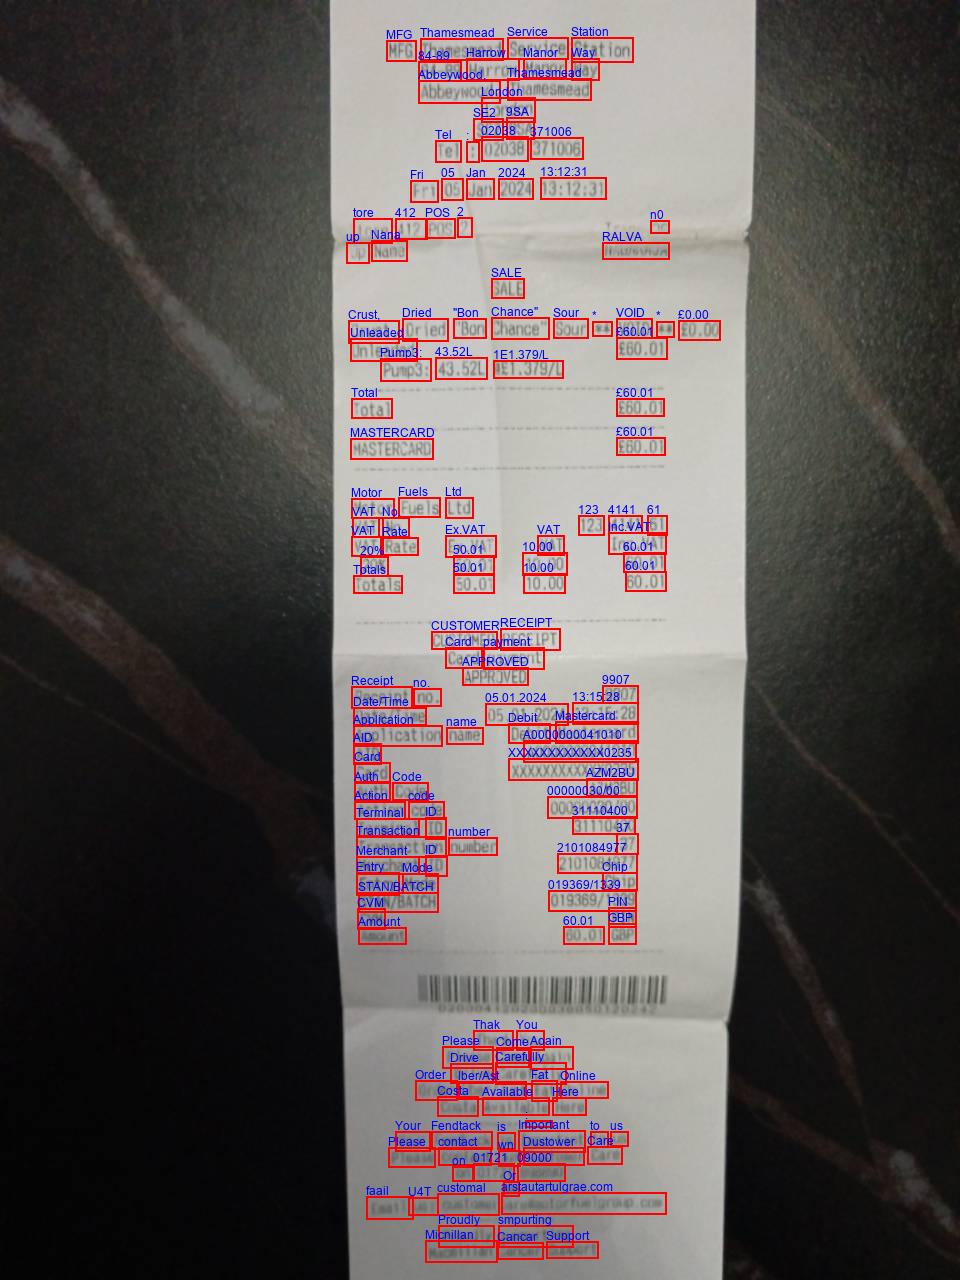 MFG Thamesmead Service Station
84-89 Harrow Manor Way
Abbeywood, Thamesmead
London
SE2 9SA
Tel : 02038 371006
Fri 05 Jan 2024 13:12:31
tore 412 POS 2 n0
up Nana RALVA
SALE
Crust, Dried "Bon Chance" Sour ** VOID ** £0.00
Unleaded £60.01
Pump3: 43.52L £1.379/L
Total £60.01
MASTERCARD £60.01
Motor Fuels Ltd
VAT No. 123 4141 61
VAT Rate Ex.VAT VAT Inc.VAT
20% 50.01 10.00 60.01
Totals 50.01 10.00 60.01
CUSTOMER RECEIPT
Card payment
APPROVED
Receipt no. 9907
Date/Time 05.01.2024 13:15:28
Application name Debit Mastercard
AID A0000000041010
Card XXXXXXXXXXXX0235
Auth Code AZM2BU
Action code 00000030/00
Terminal ID 31110400
Transaction number 37
Merchant ID 2101084977
Entry Mode Chip
STAN/BATCH 019369/1339
CVM PIN
Amount 60.01 GBP
Thak You
Please Come Again
Drive Carefully
Order Iber/Ast Fat Online
Costa Available Here
Your Fendtack is Important to us
Please contact Dustower Care
on 01721 09000
Or
faail U4T customal arstautartulgrae.com
Proudly smpurting
Micnillan Cancar Support